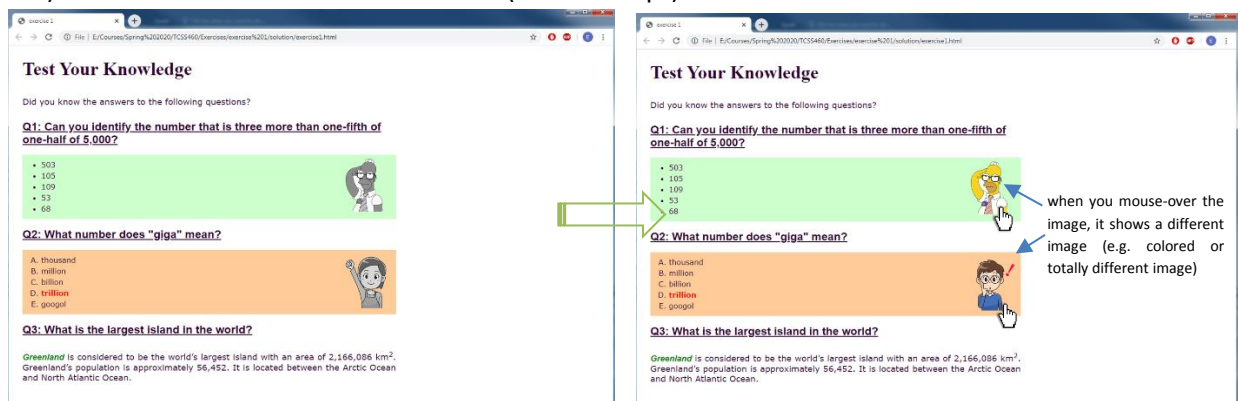 exercise 1
File | E:/Courses/Spring%202020/TCSS460/Exercises/exercise%201/solution/exercise1.html
Test Your Knowledge
Did you know the answers to the following questions?
Q1: Can you identify the number that is three more than one-fifth of
one-half of 5,000?
• 503
• 105
• 109
• 53
• 68
Q2: What number does "giga" mean?
A. thousand
B. million
C. billion
D. trillion
E. googol
Q3: What is the largest island in the world?
Greenland is considered to be the world's largest island with an area of 2,166,086 km².
Greenland's population is approximately 56,452. It is located between the Arctic Ocean
and North Atlantic Ocean.
exercise 1
File | E:/Courses/Spring%202020/TCSS460/Exercises/exercise%201/solution/exercise1.html
Test Your Knowledge
Did you know the answers to the following questions?
Q1: Can you identify the number that is three more than one-fifth of
one-half of 5,000?
• 503
• 105
• 109
• 53
• 68
Q2: What number does "giga" mean?
A. thousand
B. million
C. billion
D. trillion
E. googol
Q3: What is the largest island in the world?
Greenland is considered to be the world's largest island with an area of 2,166,086 km².
Greenland's population is approximately 56,452. It is located between the Arctic Ocean
and North Atlantic Ocean.
when you mouse-over the
image, it shows a different
image (e.g. colored or
totally different image)